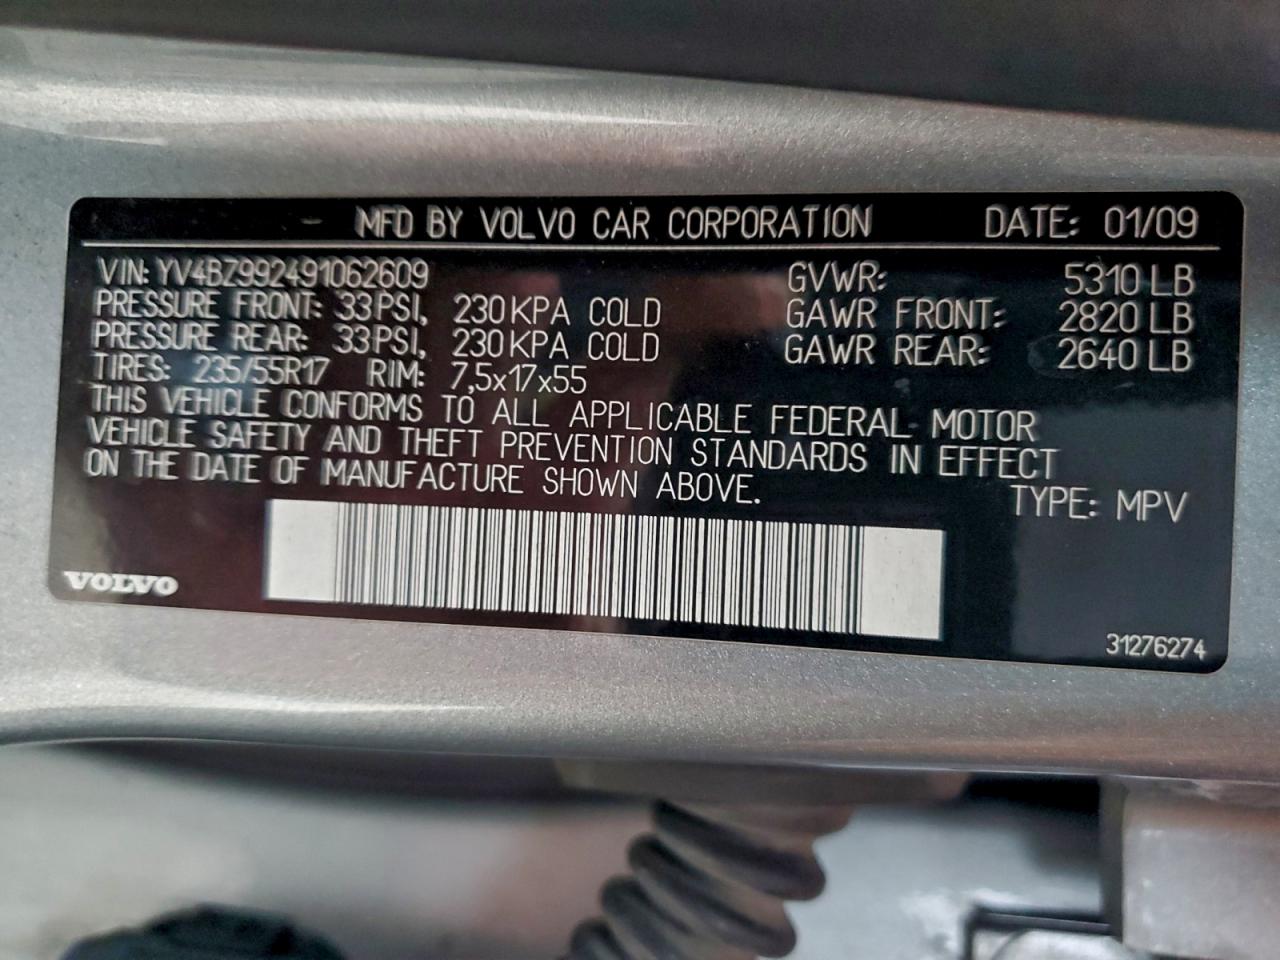 MFD BY VOLVO CAR CORPORATION DATE: 01/09
VIN: YV4BZ992491062609 GVWR: 5310 LB
PRESSURE FRONT: 33 PSI, 230 KPA COLD GAWR FRONT: 2820 LB
PRESSURE REAR: 33 PSI, 230 KPA COLD GAWR REAR: 2640 LB
TIRES: 235/55R17 RIM: 7,5x17x55
THIS VEHICLE CONFORMS TO ALL APPLICABLE FEDERAL MOTOR
VEHICLE SAFETY AND THEFT PREVENTION STANDARDS IN EFFECT
ON THE DATE OF MANUFACTURE SHOWN ABOVE.
TYPE: MPV
VOLVO
31276274